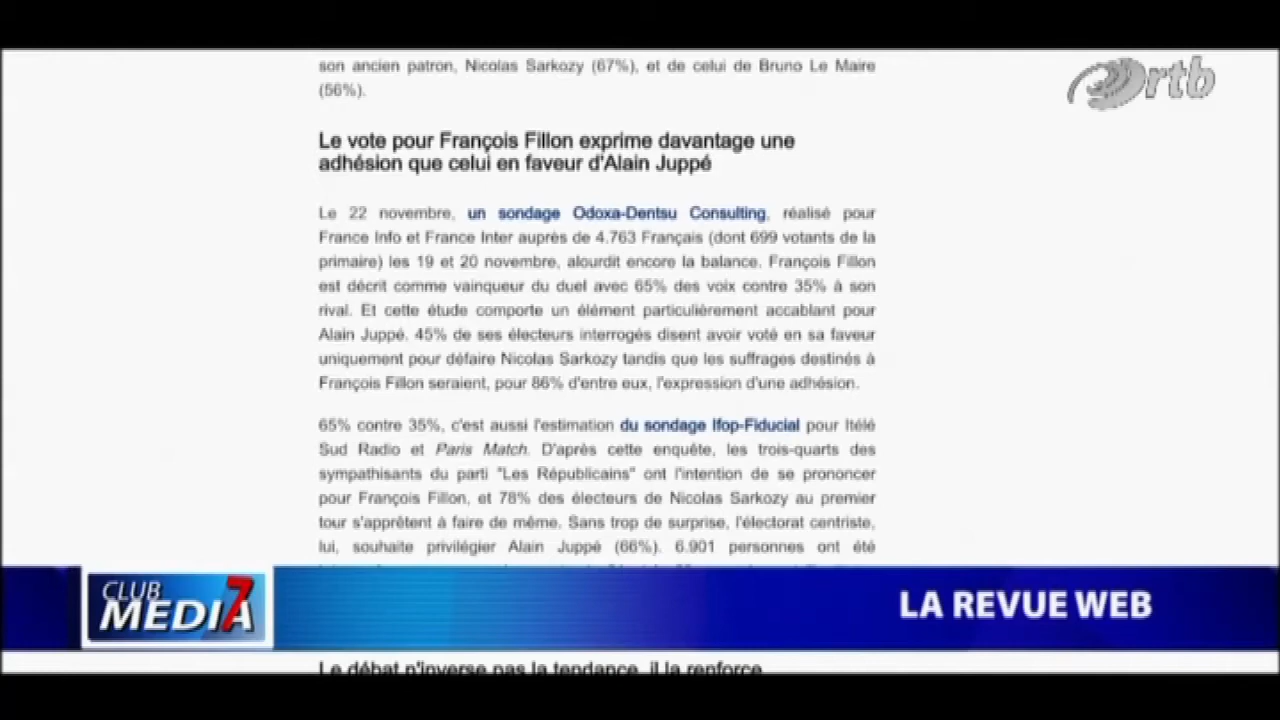 son ancien patron, Nicolas Sarkozy (67%), et de celui de Bruno Le Maire
(56%).
rtb
Le vote pour François Fillon exprime davantage une
adhésion que celui en faveur d'Alain Juppé
Le 22 novembre, un sondage Odoxa-Dentsu Consulting, réalisé pour
France Info et France Inter auprès de 4.763 Français (dont 699 votants de la
primaire) les 19 et 20 novembre, alourdit encore la balance. François Fillon
est décrit comme vainqueur du duel avec 65% des voix contre 35% à son
rival. Et cette étude comporte un élément particulièrement accablant pour
Alain Juppé. 45% de ses électeurs interrogés disent avoir voté en sa faveur
uniquement pour défaire Nicolas Sarkozy tandis que les suffrages destinés à
François Fillon seraient, pour 86% d'entre eux, l'expression d'une adhésion.
65% contre 35%, c'est aussi l'estimation du sondage Ifop-Fiducial pour Itélé
Sud Radio et Paris Match. D'après cette enquête, les trois-quarts des
sympathisants du parti "Les Républicains" ont l'intention de se prononcer
pour François Fillon, et 78% des électeurs de Nicolas Sarkozy au premier
tour s'apprêtent à faire de même. Sans trop de surprise, l'électorat centriste,
lui, souhaite privilégier Alain Juppé (66%). 6.901 personnes ont été
CLUB 7
MEDIA
LA REVUE WEB
Le débat n'inverse pas la tendance, il la renforce